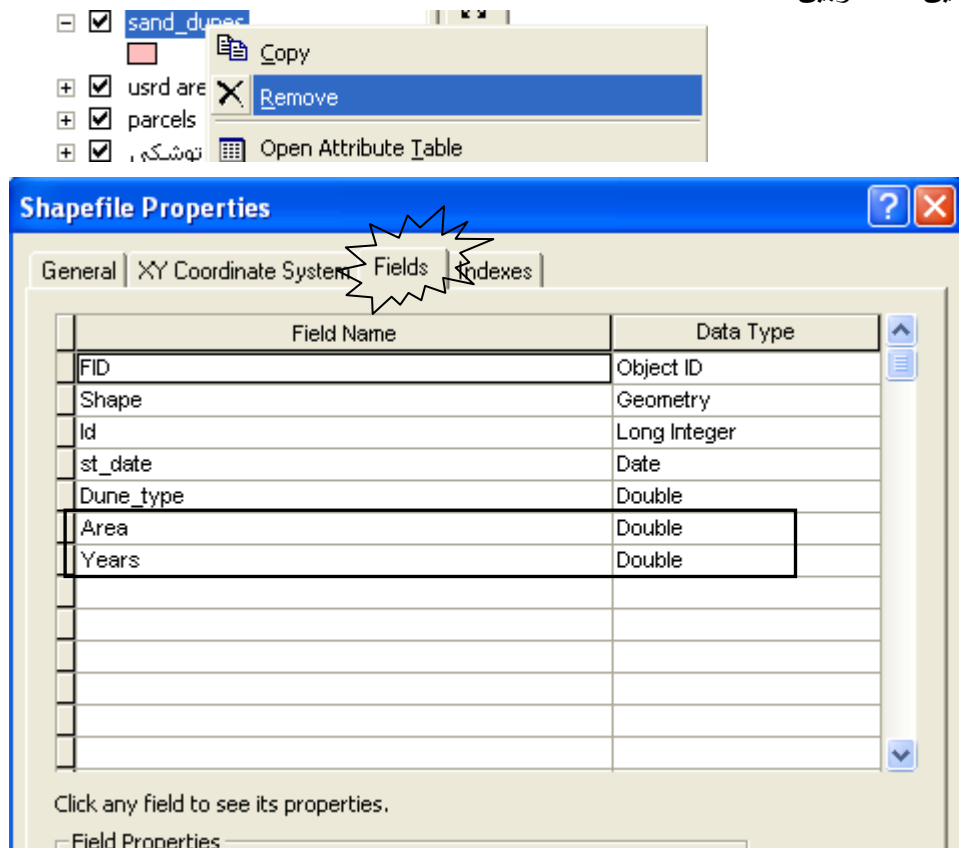 sand_dunes
Copy
usrd are
Remove
parcels
توشكى
Open Attribute Table
Shapefile Properties
General XY Coordinate System Fields Indexes
Field Name Data Type
FID Object ID
Shape Geometry
Id Long Integer
st_date Date
Dune_type Double
Area Double
Years Double
Click any field to see its properties.
Field Properties